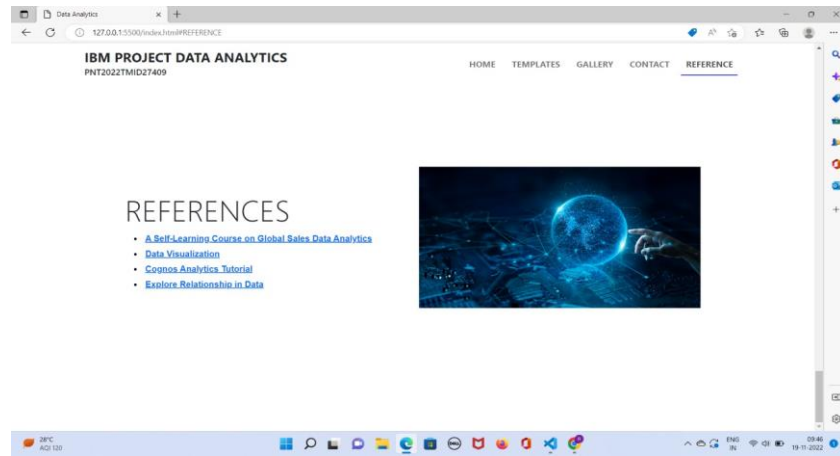 Data Analytics
127.0.0.1:5500/index.html#REFERENCE
IBM PROJECT DATA ANALYTICS
PNT2022TMID27409
HOME TEMPLATES GALLERY CONTACT REFERENCE
REFERENCES
A Self-Learning Course on Global Sales Data Analytics
Data Visualization
Cognos Analytics Tutorial
Explore Relationship in Data
28°C
AQI 120
ENG
IN
03:46
19-11-2022